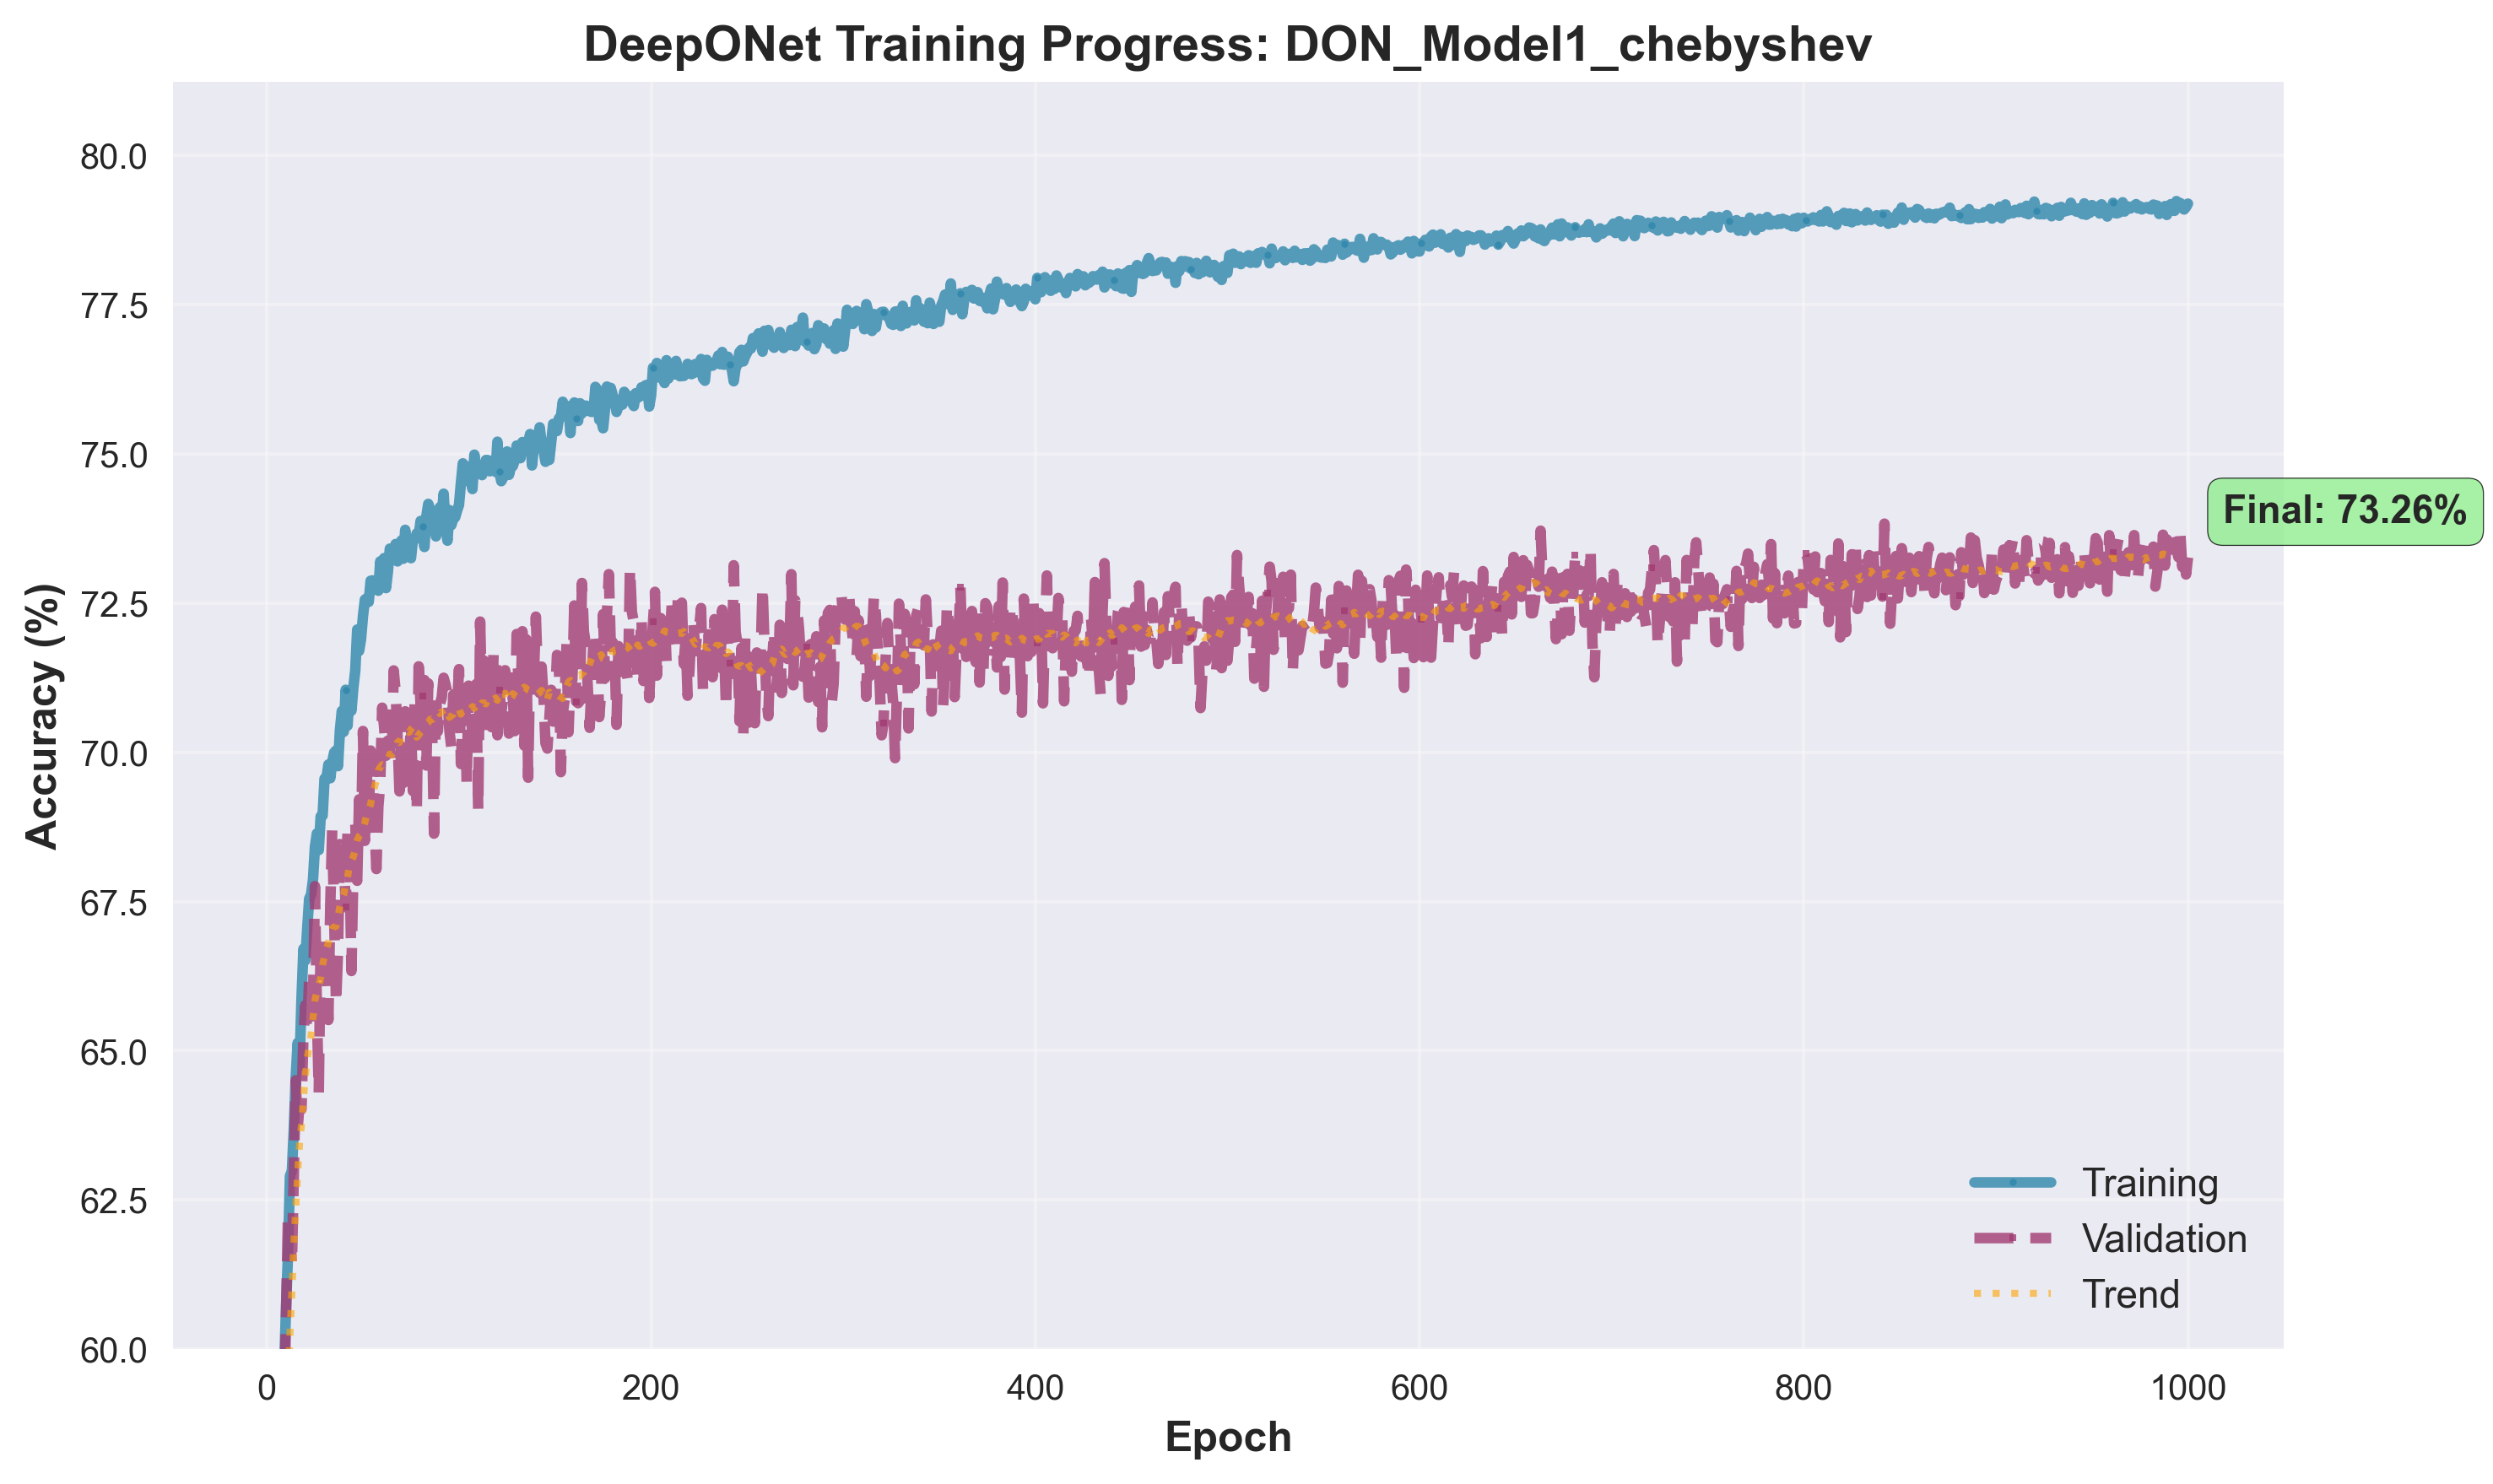 DeepONet Training Progress: DON_Model1_chebyshev
80.0
77.5
75.0
72.5
70.0
67.5
65.0
62.5
60.0
Accuracy (%)
Final: 73.26%
Training
Validation
Trend
0 200 400 600 800 1000
Epoch